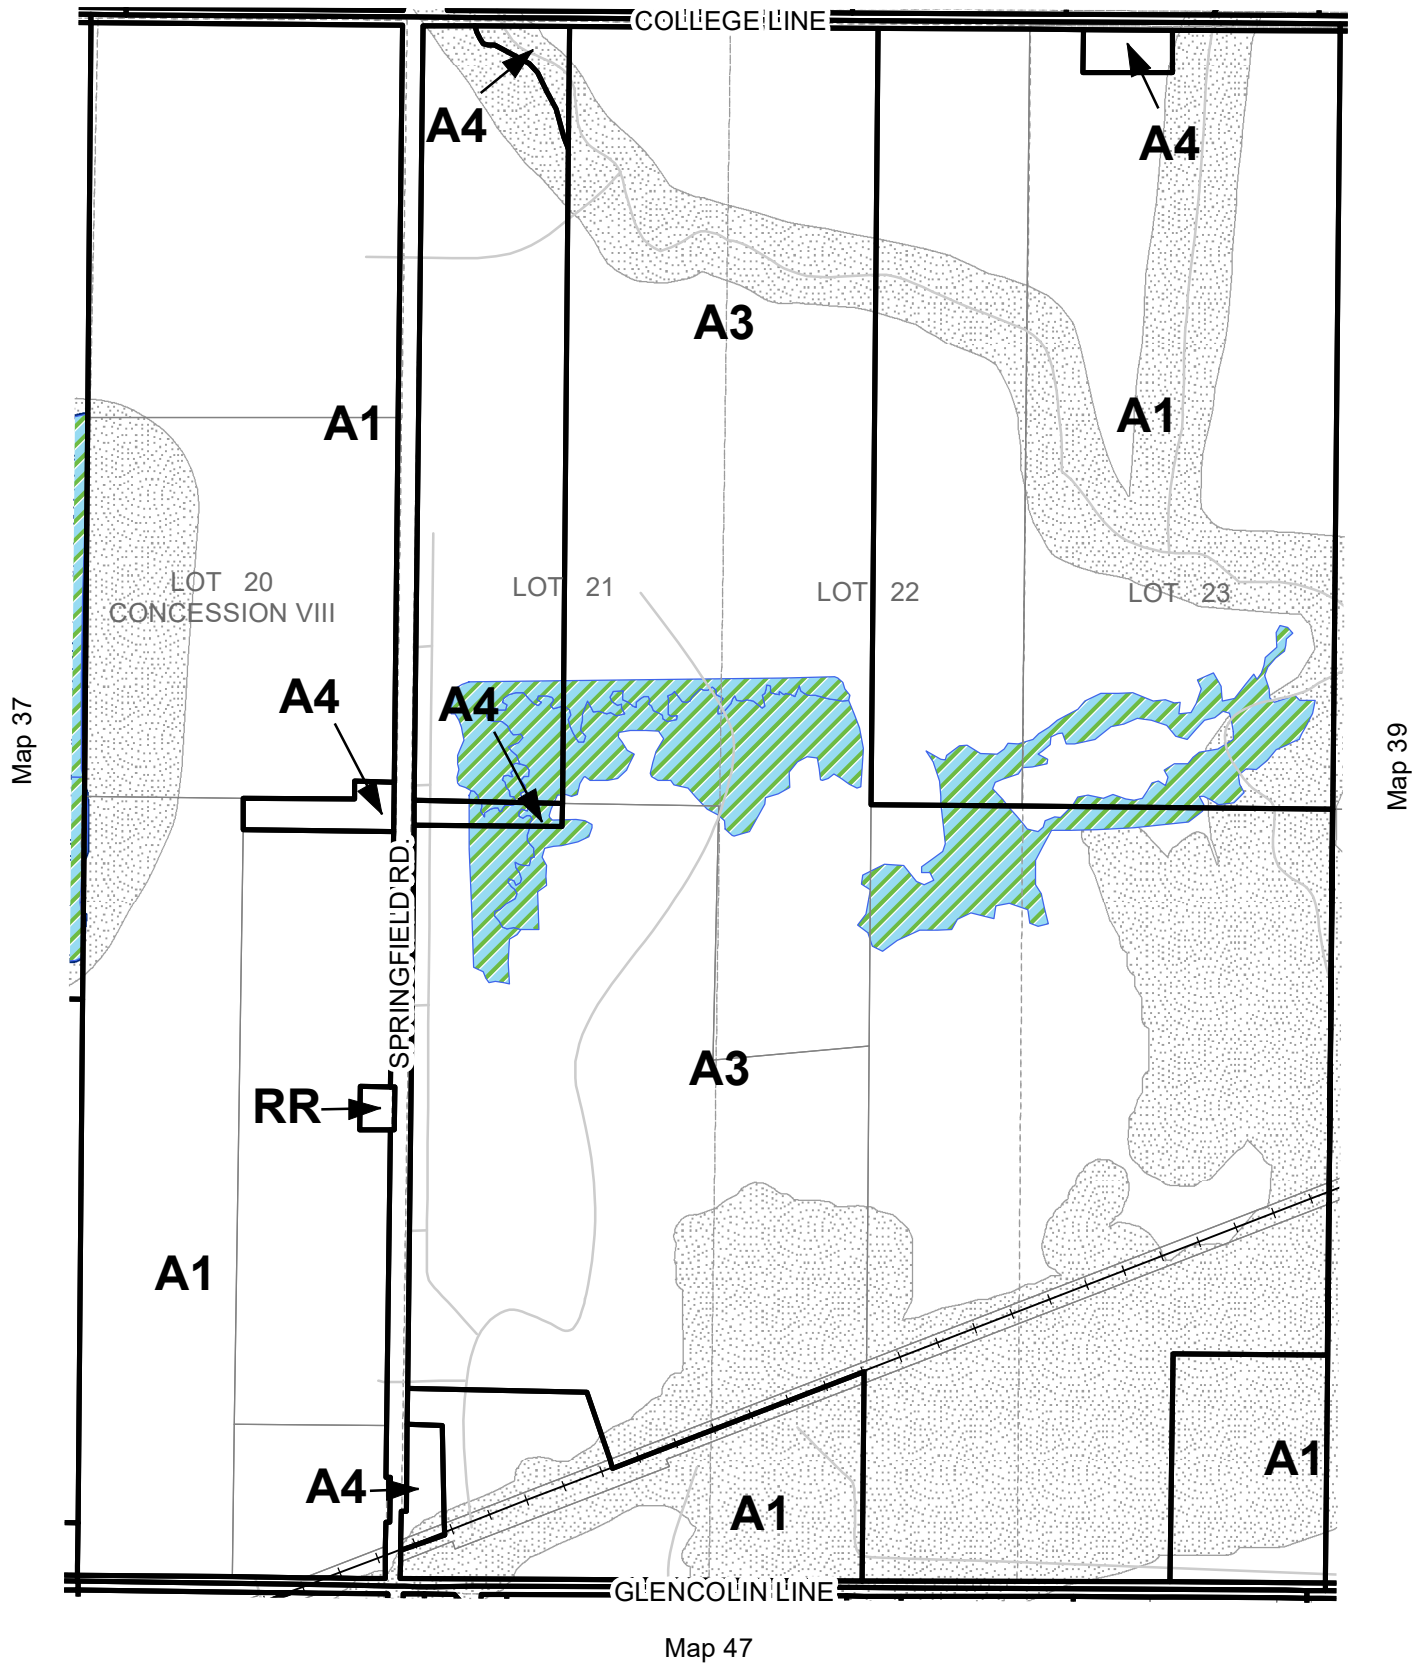 COLLEGE LINE
A4
A4
A3
A1
A1
LOT 20
CONCESSION VIII
LOT 21
LOT 22
LOT 23
A4
A4
Map 37
Map 39
SPRINGFIELD RD.
A3
RR
A1
A1
A4
A1
GLENCOLIN LINE
Map 47